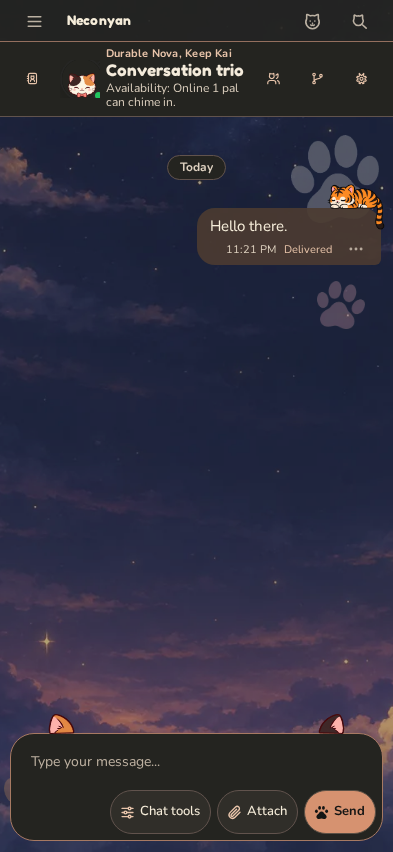 Neconyan
Durable Nova, Keep Kai
Conversation trio
Availability: Online 1 pal
can chime in.
Today
Hello there.
11:21 PM Delivered
Type your message...
Chat tools
Attach
Send